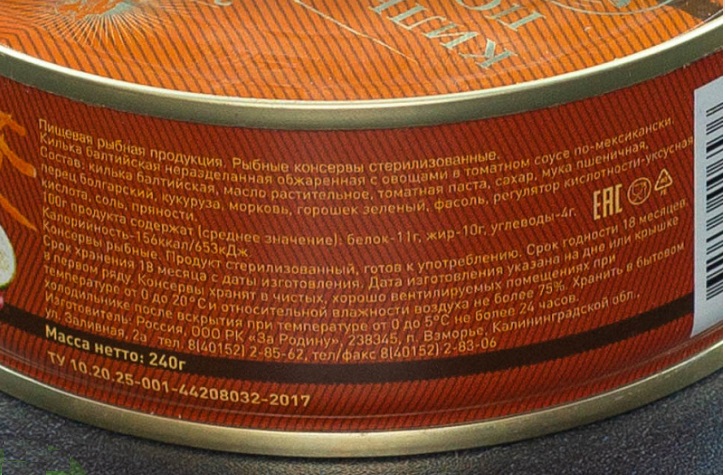 КИЛЬ
ПО
Пищевая рыбная продукция. Рыбные консервы стерилизованные.
Килька балтийская неразделанная обжаренная с овощами в томатном соусе по-мексикански.
Состав: килька балтийская, масло растительное, томатная паста, сахар, мука пшеничная,
перец болгарский, кукуруза, морковь, горошек зеленый, фасоль, регулятор кислотности-уксусная
кислота, соль, пряности.
100г продукта содержат (среднее значение): белок-11г, жир-10г, углеводы-4г.
EAC
Калорийность-156ккал/653кДж.
Консервы рыбные. Продукт стерилизованный, готов к употреблению. Срок годности 18 месяцев.
Срок хранения 18 месяца с даты изготовления. Дата изготовления указана на дне или крышке
в первом ряду. Консервы хранят в чистых, хорошо вентилируемых помещениях при
температуре от 0 до 20°С и относительной влажности воздуха не более 75%. Хранить в бытовом
холодильнике после вскрытия при температуре от 0 до 5°С не более 24 часов.
Изготовитель: Россия, ООО РК «За Родину», 238345, п. Взморье, Калининградской обл.,
ул. Заливная, 2а тел. 8(40152) 2-85-62, тел/факс 8(40152) 2-83-06
Масса нетто: 240г
ТУ 10.20.25-001-44208032-2017